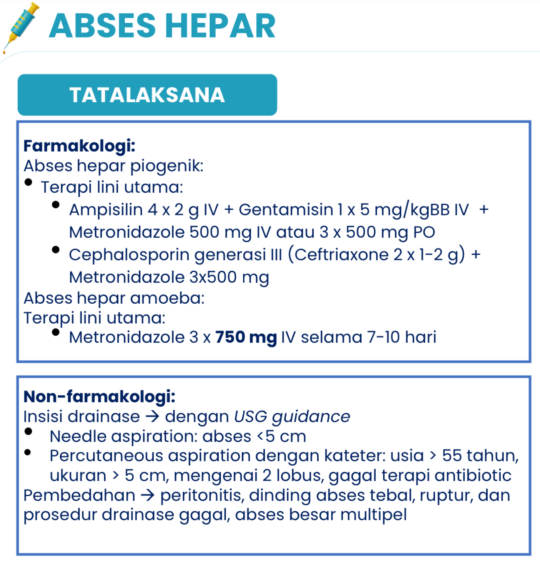 ABSES HEPAR
TATALAKSANA
Farmakologi:
Abses hepar piogenik:
• Terapi lini utama:
• Ampisilin 4 x 2 g IV + Gentamisin 1 x 5 mg/kgBB IV +
Metronidazole 500 mg IV atau 3 x 500 mg PO
• Cephalosporin generasi III (Ceftriaxone 2 x 1-2 g) +
Metronidazole 3x500 mg
Abses hepar amoeba:
Terapi lini utama:
• Metronidazole 3 x 750 mg IV selama 7-10 hari
Non-farmakologi:
Insisi drainase → dengan USG guidance
• Needle aspiration: abses <5 cm
• Percutaneous aspiration dengan kateter: usia > 55 tahun,
ukuran > 5 cm, mengenai 2 lobus, gagal terapi antibiotic
Pembedahan → peritonitis, dinding abses tebal, ruptur, dan
prosedur drainase gagal, abses besar multipel